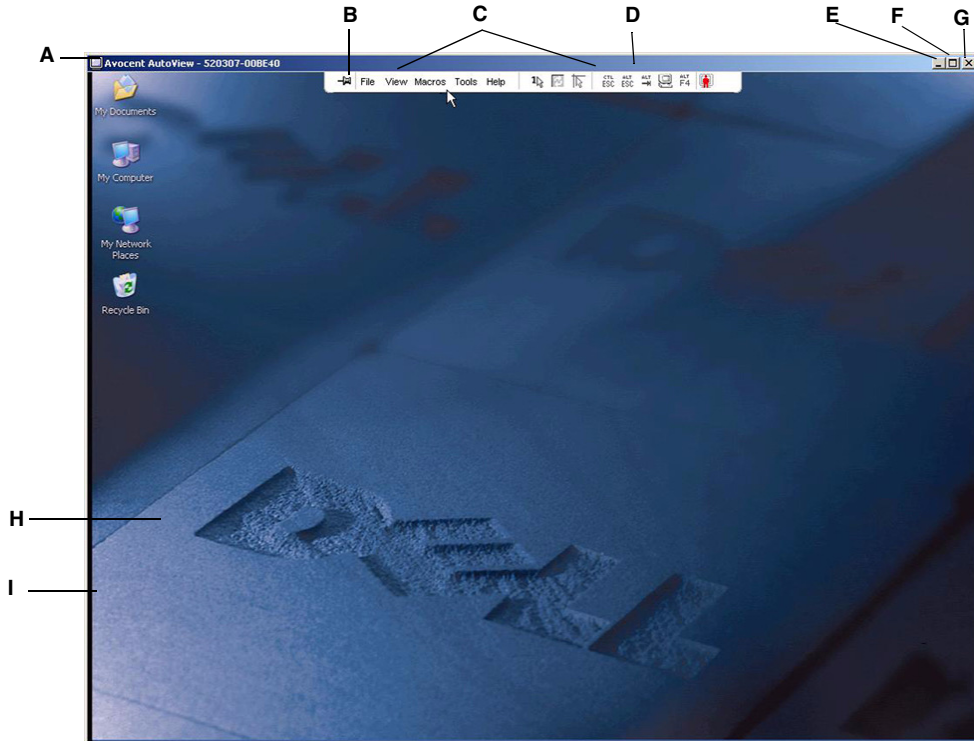 B
C
D
E
F
G
A
Avocent AutoView - 520307-00BE40
File View Macros Tools Help
CTL ESC
ALT ESC
ALT
ALT F4
My Documents
My Computer
My Network
Places
Recycle Bin
H
I
DELL